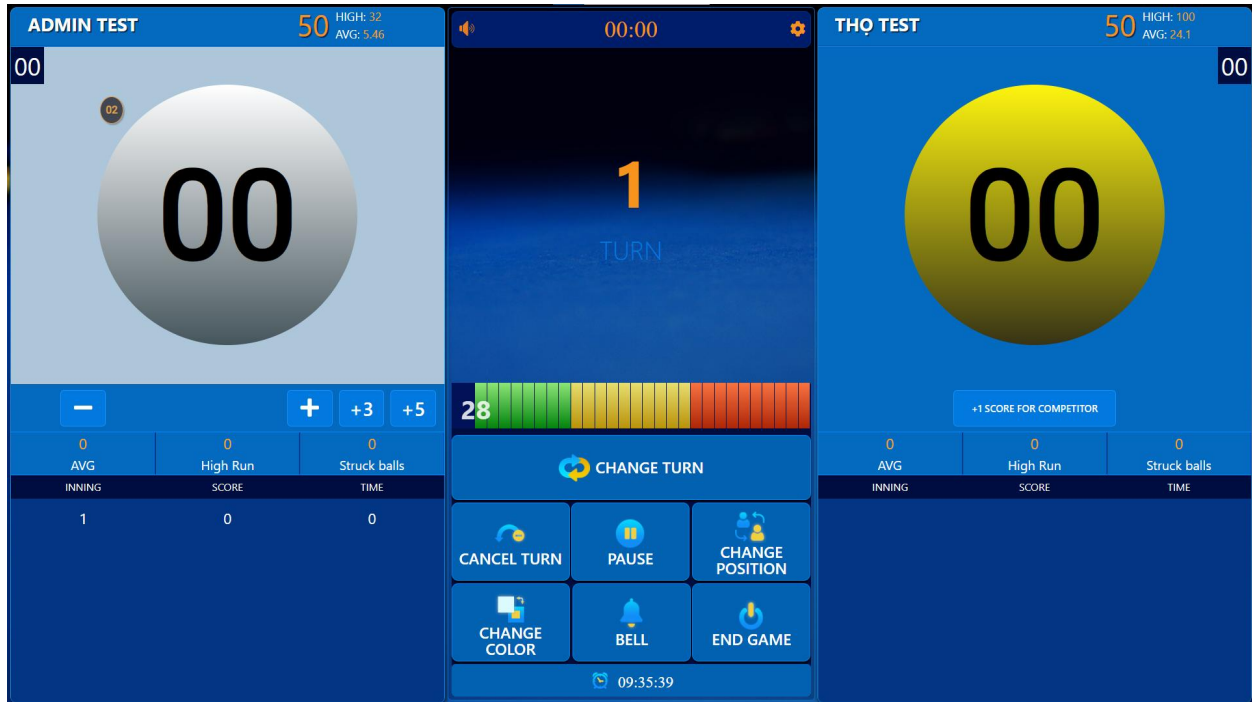 ADMIN TEST
50
HIGH: 32
AVG: 5.46
00
02
00
+3
+5
0
0
0
AVG
High Run
Struck balls
INNING
SCORE
TIME
1
0
0
00:00
1
TURN
28
CHANGE TURN
CANCEL TURN
PAUSE
CHANGE
POSITION
CHANGE
COLOR
BELL
END GAME
09:35:39
THỌ TEST
50
HIGH: 100
AVG: 24.1
00
00
+1 SCORE FOR COMPETITOR
0
0
0
AVG
High Run
Struck balls
INNING
SCORE
TIME